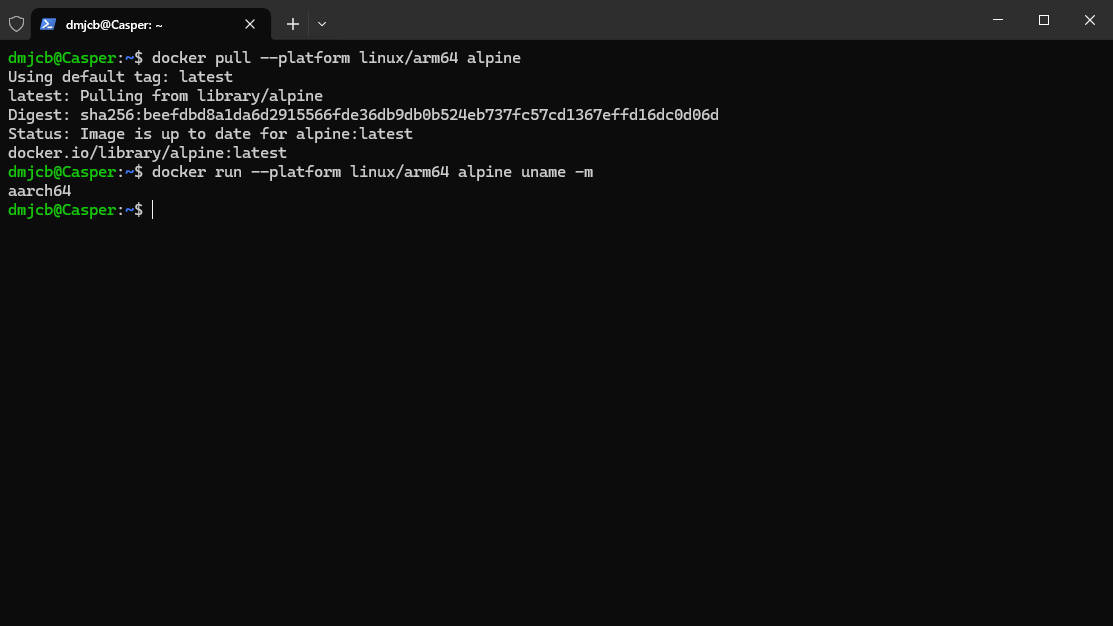 dmjcb@Casper: ~
dmjcb@Casper:~$ docker pull --platform linux/arm64 alpine
Using default tag: latest
latest: Pulling from library/alpine
Digest: sha256:beefdbd8a1da6d2915566fde36db9db0b524eb737fc57cd1367effd16dc0d06d
Status: Image is up to date for alpine:latest
docker.io/library/alpine:latest
dmjcb@Casper:~$ docker run --platform linux/arm64 alpine uname -m
aarch64
dmjcb@Casper:~$